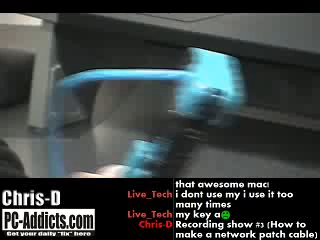 Chris-D
PC-Addicts.com
Get your daily "fix" here
that awesome mac!
Live_Tech i dont use my i use it too
many times
Live_Tech my key a
Chris-D Recording show #3 (How to
make a network patch cable)